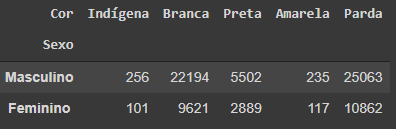 Cor Indígena Branca Preta Amarela Parda
Sexo
Masculino 256 22194 5502 235 25063
Feminino 101 9621 2889 117 10862